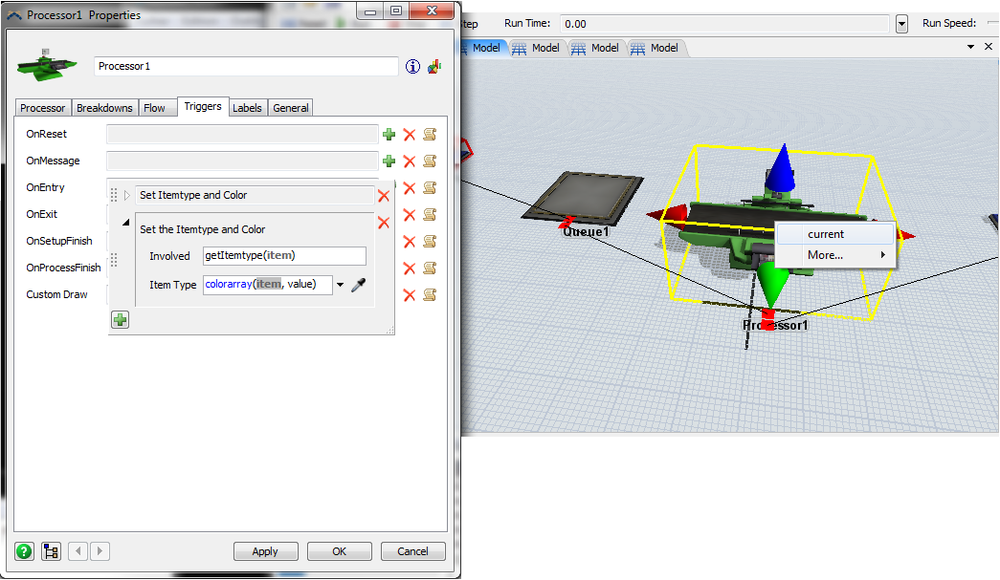 Processor1 Properties
Processor1
Processor
Breakdowns
Flow
Triggers
Labels
General
OnReset
OnMessage
OnEntry
OnExit
OnSetupFinish
OnProcessFinish
Custom Draw
Set Itemtype and Color
Set the Itemtype and Color
Involved
getItemtype(item)
Item Type
colorarray(item, value)
Apply
OK
Cancel
Step
Run Time:
0.00
Run Speed:
Model
Model
Model
Model
Queue1
current
More...
Processor1